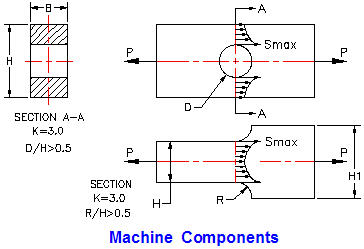 B
A
H
Smax
P
P
D
A
SECTION A-A
K=3.0
D/H>0.5
Smax
P
P
SECTION
K=3.0
R/H>0.5
H
R
H1
Machine Components